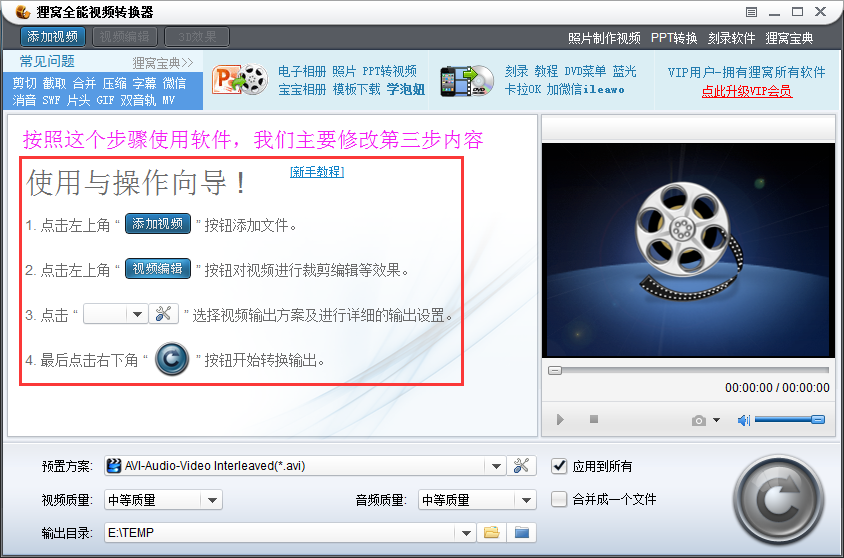 狸窝全能视频转换器
添加视频 视频编辑 3D效果 照片制作视频 PPT转换 刻录软件 狸窝宝典
常见问题 狸窝宝典>>
剪切 截取 合并 压缩 字幕 微信
消音 SWF 片头 GIF 双音轨 MV
电子相册 照片 PPT转视频
宝宝相册 模板下载 学泡妞
刻录 教程 DVD菜单 蓝光
卡拉OK 加微信ileawo
VIP用户-拥有狸窝所有软件
点此升级VIP会员
按照这个步骤使用软件，我们主要修改第三步内容
使用与操作向导！ [新手教程]
1. 点击左上角 “ 添加视频 ” 按钮添加文件。
2. 点击左上角 “ 视频编辑 ” 按钮对视频进行裁剪编辑等效果。
3. 点击 “ ” 选择视频输出方案及进行详细的输出设置。
4. 最后点击右下角 “ ” 按钮开始转换输出。
00:00:00 / 00:00:00
预置方案: AVI-Audio-Video Interleaved(*.avi) 应用到所有
视频质量: 中等质量 音频质量: 中等质量 合并成一个文件
输出目录: E:\TEMP